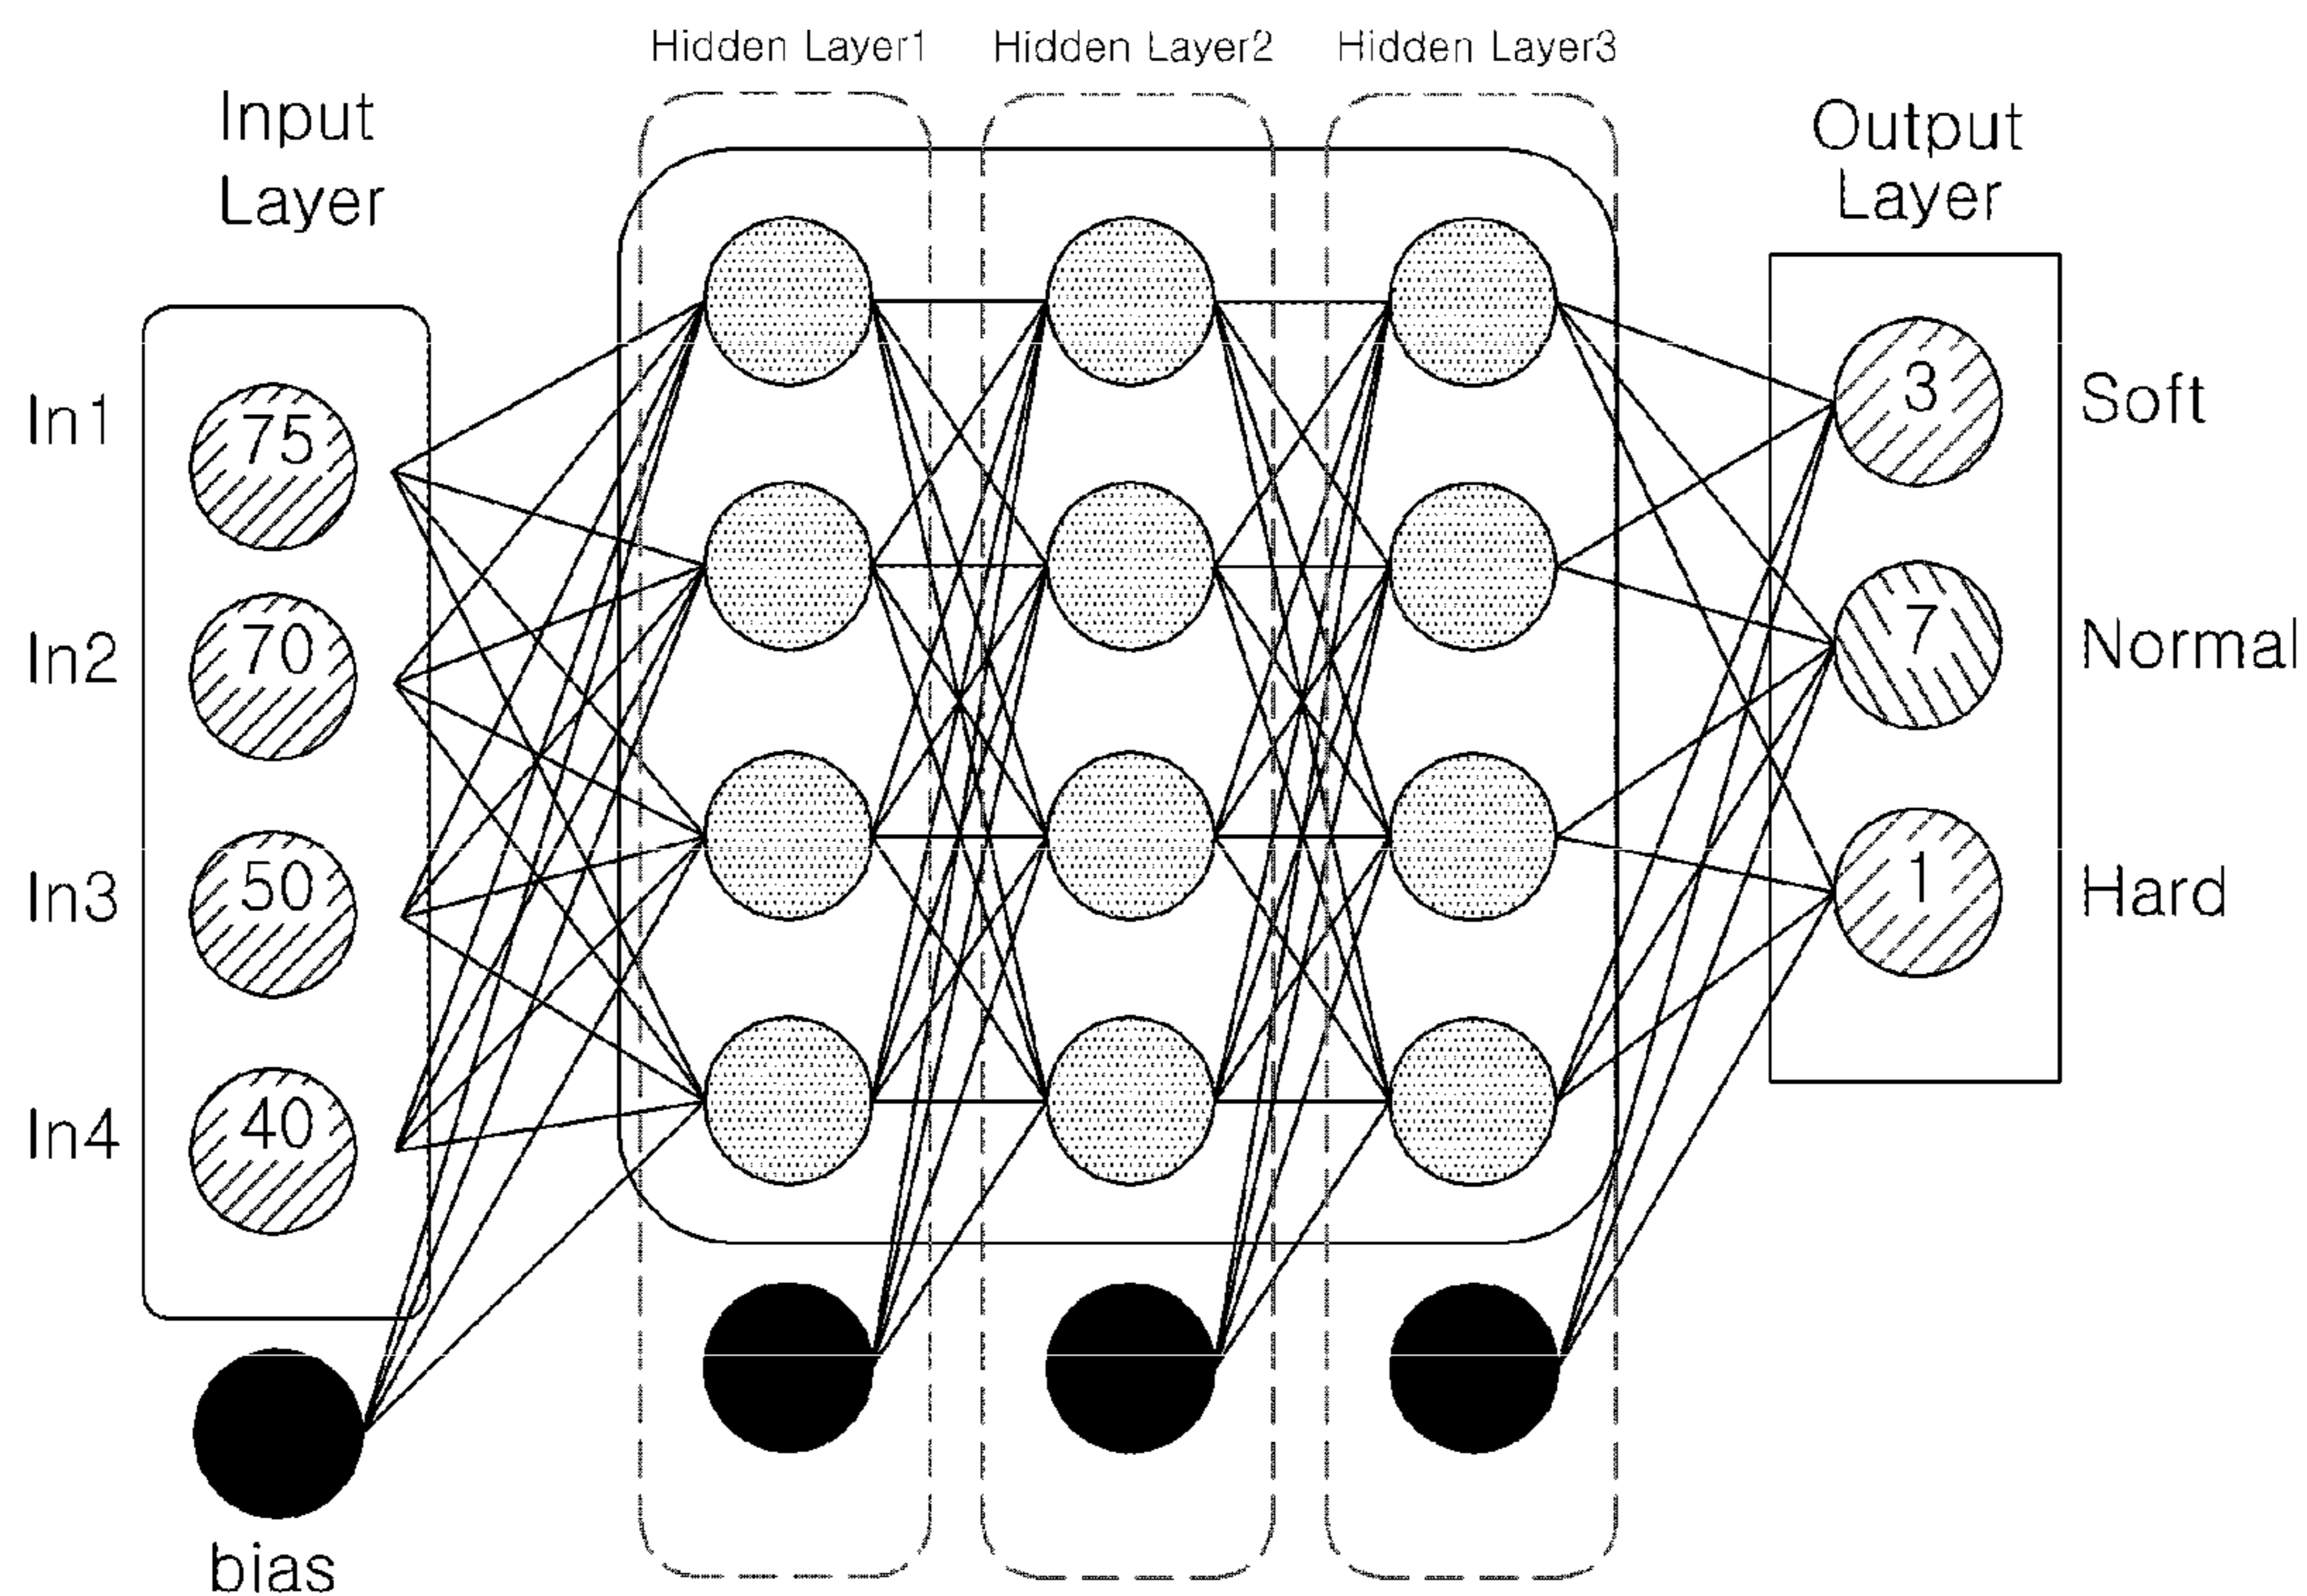 Hidden Layer1
Hidden Layer2
Hidden Layer3
Input
Layer
Output
Layer
In1
75
In2
70
In3
50
In4
40
bias
3
Soft
7
Normal
1
Hard